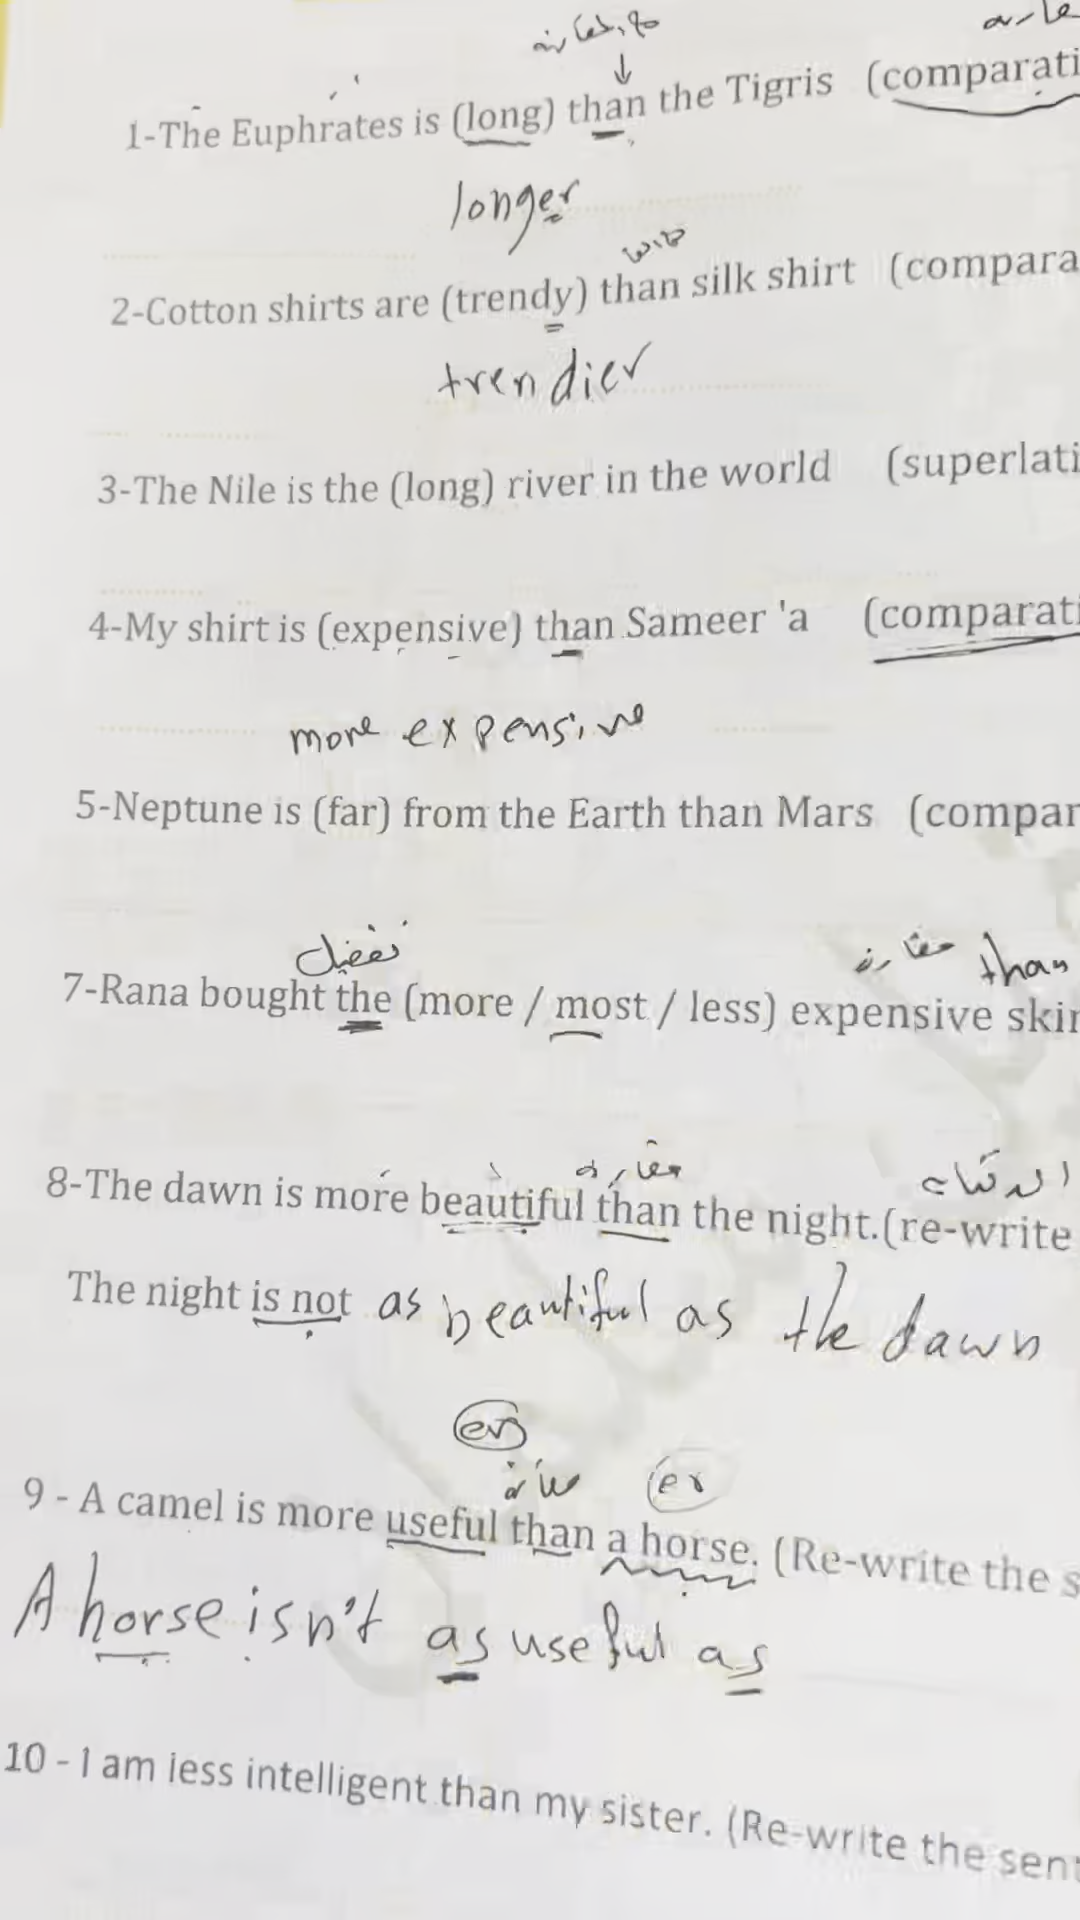 1-The Euphrates is (long) than the Tigris (comparati
longer
2-Cotton shirts are (trendy) than silk shirt (compara
trendier
3-The Nile is the (long) river in the world (superlati
4-My shirt is (expensive) than Sameer 'a (comparati
more expensive
5-Neptune is (far) from the Earth than Mars (compar
تفضيل مقارنة than
7-Rana bought the (more / most / less) expensive skir
مقارنة
8-The dawn is more beautiful than the night.(re-write
The night is not as beautiful as the dawn
er
9 - A camel is more useful than a horse. (Re-write the s
A horse isn't as useful as
10 - I am less intelligent than my sister. (Re-write the sent